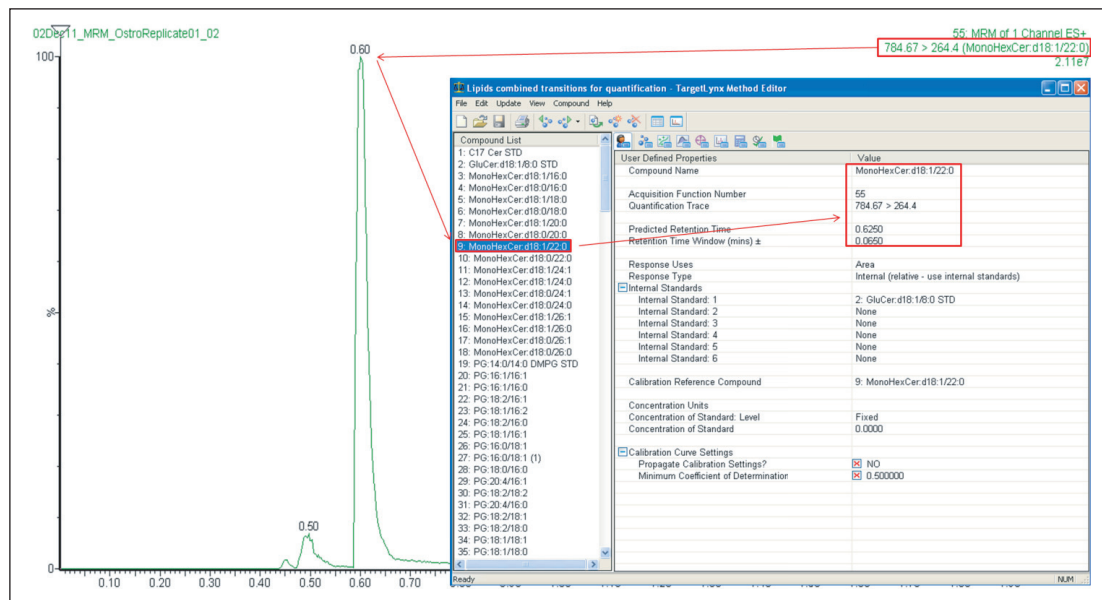 02Dec11_MRM_OstroReplicate01_02
55: MRM of 1 Channel ES+
784.67 > 264.4 (MonoHexCer:d18:1/22:0)
2.11e7
100
%
0
0.60
0.50
0.10 0.20 0.30 0.40 0.50 0.60 0.70
Lipids combined transitions for quantification - TargetLynx Method Editor
File Edit Update View Compound Help
Compound List
1: C17 Cer STD
2: GluCer:d18:1/8:0 STD
3: MonoHexCer:d18:1/16:0
4: MonoHexCer:d18:0/16:0
5: MonoHexCer:d18:1/18:0
6: MonoHexCer:d18:0/18:0
7: MonoHexCer:d18:1/20:0
8: MonoHexCer:d18:0/20:0
9: MonoHexCer:d18:1/22:0
10: MonoHexCer:d18:0/22:0
11: MonoHexCer:d18:1/24:1
12: MonoHexCer:d18:1/24:0
13: MonoHexCer:d18:0/24:1
14: MonoHexCer:d18:0/24:0
15: MonoHexCer:d18:1/26:1
16: MonoHexCer:d18:1/26:0
17: MonoHexCer:d18:0/26:1
18: MonoHexCer:d18:0/26:0
19: PG:14:0/14:0 DMPG STD
20: PG:16:1/16:1
21: PG:16:1/16:0
22: PG:18:2/16:1
23: PG:18:1/16:2
24: PG:18:2/16:0
25: PG:18:1/16:1
26: PG:16:0/18:1
27: PG:16:0/18:1 (1)
28: PG:18:0/16:0
29: PG:20:4/16:1
30: PG:18:2/18:2
31: PG:20:4/16:0
32: PG:18:2/18:1
33: PG:18:2/18:0
34: PG:18:1/18:1
35: PG:18:1/18:0
User Defined Properties Value
Compound Name MonoHexCer:d18:1/22:0
Acquisition Function Number 55
Quantification Trace 784.67 > 264.4
Predicted Retention Time 0.6250
Retention Time Window (mins) ± 0.0650
Response Uses Area
Response Type Internal (relative - use internal standards)
Internal Standards
Internal Standard: 1 2: GluCer:d18:1/8:0 STD
Internal Standard: 2 None
Internal Standard: 3 None
Internal Standard: 4 None
Internal Standard: 5 None
Internal Standard: 6 None
Calibration Reference Compound 9: MonoHexCer:d18:1/22:0
Concentration Units
Concentration of Standard: Level Fixed
Concentration of Standard 0.0000
Calibration Curve Settings
Propagate Calibration Settings? NO
Minimum Coefficient of Determination 0.500000
Ready NUM